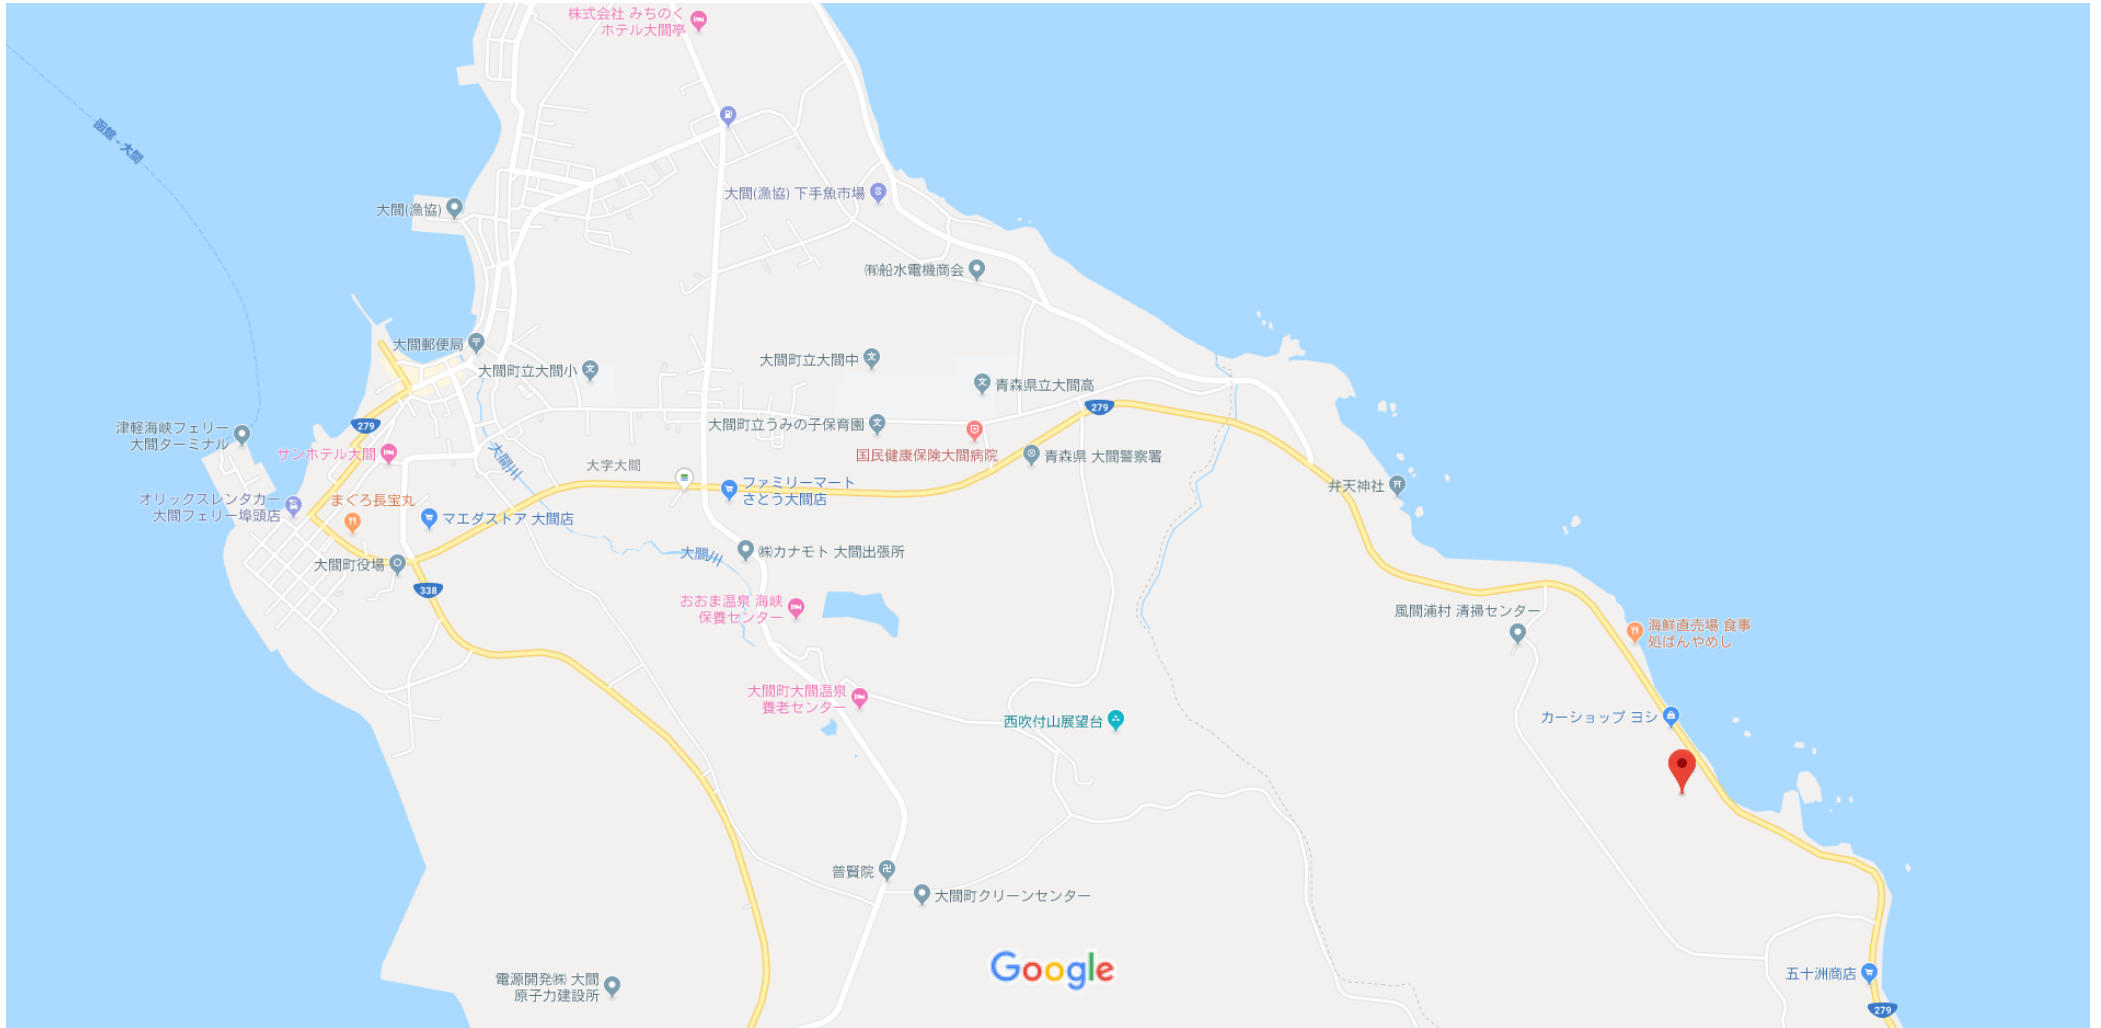 株式会社 みちのく
ホテル大間亭
函館 - 大間
大間(漁協) 下手魚市場
大間(漁協)
㈲船水電機商会
大間郵便局
大間町立大間小
大間町立大間中
青森県立大間高
279
279
津軽海峡フェリー
大間ターミナル
大間町立うみの子保育園
サンホテル大間
大間川
大字大間
国民健康保険大間病院
青森県 大間警察署
ファミリーマート
さとう大間店
弁天神社
オリックスレンタカー
大間フェリー埠頭店
まぐろ長宝丸
マエダストア 大間店
大間川
㈱カナモト 大間出張所
大間町役場
338
おおま温泉 海峡
保養センター
風間浦村 清掃センター
海鮮直売場 食事
処ばんやめし
大間町大間温泉
養老センター
西吹付山展望台
カーショップ ヨシ
普賢院
大間町クリーンセンター
Google
電源開発㈱ 大間
原子力建設所
五十洲商店
279